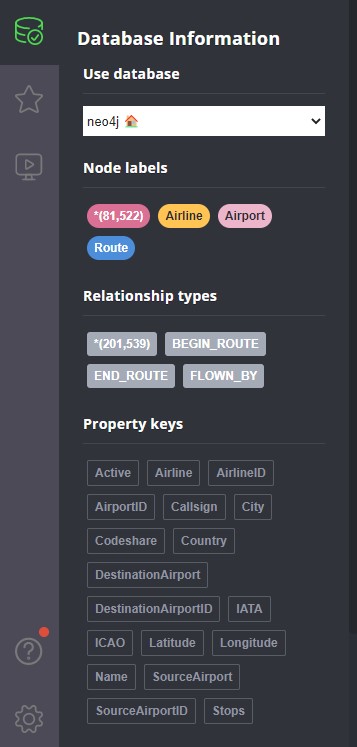 Database Information
Use database
neo4j
Node labels
*(81,522) Airline Airport
Route
Relationship types
*(201,539) BEGIN_ROUTE
END_ROUTE FLOWN_BY
Property keys
Active Airline AirlineID
AirportID Callsign City
Codeshare Country
DestinationAirport
DestinationAirportID IATA
ICAO Latitude Longitude
Name SourceAirport
SourceAirportID Stops